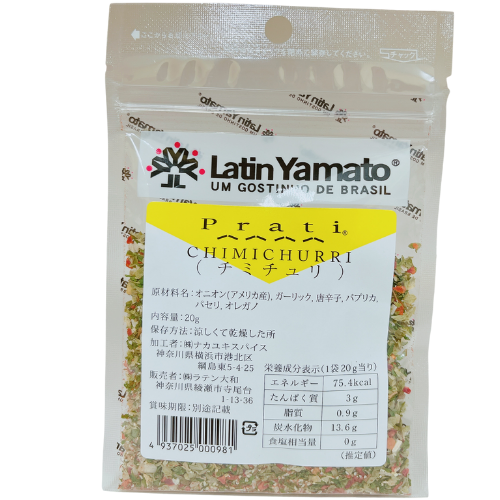 Latin Yamato®
UM GOSTINHO DE BRASIL
Prati®
CHIMICHURRI
(チミチュリ)
原材料名：オニオン(アメリカ産)、ガーリック、唐辛子、パプリカ、
パセリ、オレガノ
内容量：20g
保存方法：涼しくて乾燥した所
加工者：㈱ナカユキスパイス
神奈川県横浜市港北区
綱島東5-4-25
販売者：㈱ラテン大和
神奈川県綾瀬市寺尾台
1-13-36
賞味期限：別途記載
4 937025 000981
栄養成分表示(1袋20g当り)
エネルギー 75.4kcal
たんぱく質 3g
脂質 0.9g
炭水化物 13.6g
食塩相当量 0g
(推定値)